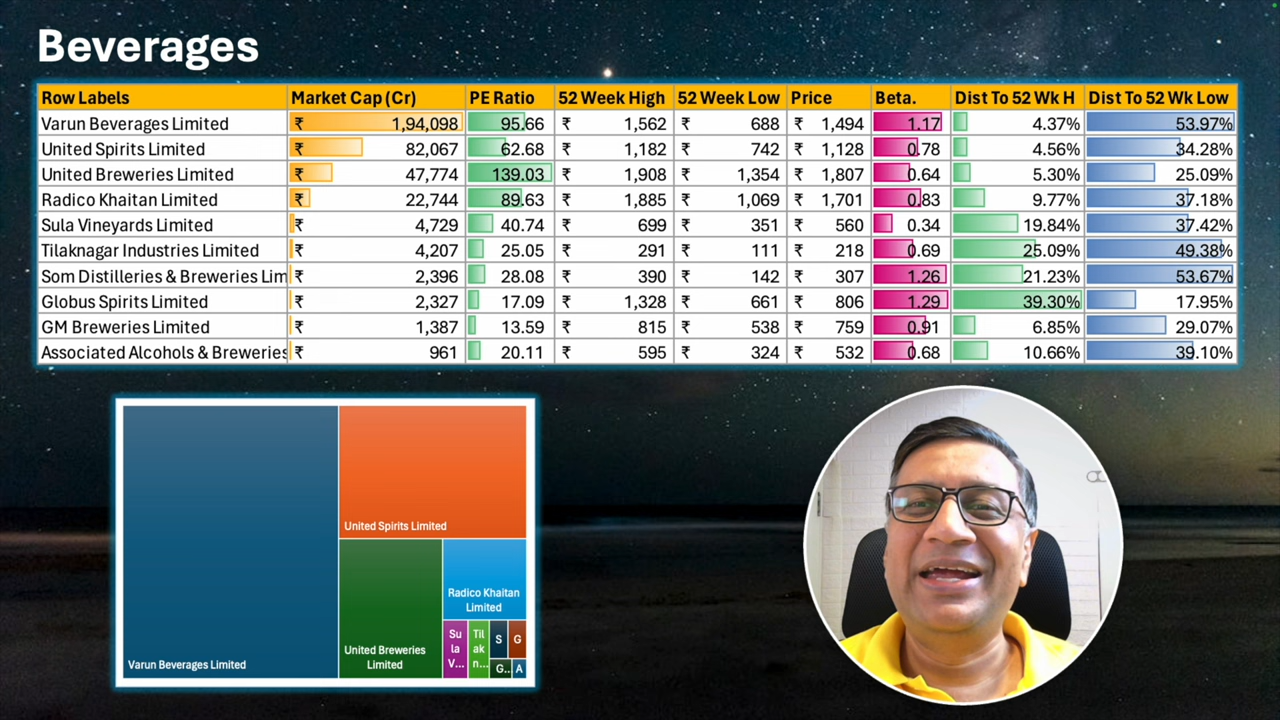 Beverages
Row Labels Market Cap (Cr) PE Ratio 52 Week High 52 Week Low Price Beta. Dist To 52 Wk H Dist To 52 Wk Low
Varun Beverages Limited ₹ 1,94,098 95.66 ₹ 1,562 ₹ 688 ₹ 1,494 1.17 4.37% 53.97%
United Spirits Limited ₹ 82,067 62.68 ₹ 1,182 ₹ 742 ₹ 1,128 0.78 4.56% 34.28%
United Breweries Limited ₹ 47,774 139.03 ₹ 1,908 ₹ 1,354 ₹ 1,807 0.64 5.30% 25.09%
Radico Khaitan Limited ₹ 22,744 89.63 ₹ 1,885 ₹ 1,069 ₹ 1,701 0.83 9.77% 37.18%
Sula Vineyards Limited ₹ 4,729 40.74 ₹ 699 ₹ 351 ₹ 560 0.34 19.84% 37.42%
Tilaknagar Industries Limited ₹ 4,207 25.05 ₹ 291 ₹ 111 ₹ 218 0.69 25.09% 49.38%
Som Distilleries & Breweries Lim ₹ 2,396 28.08 ₹ 390 ₹ 142 ₹ 307 1.26 21.23% 53.67%
Globus Spirits Limited ₹ 2,327 17.09 ₹ 1,328 ₹ 661 ₹ 806 1.29 39.30% 17.95%
GM Breweries Limited ₹ 1,387 13.59 ₹ 815 ₹ 538 ₹ 759 0.91 6.85% 29.07%
Associated Alcohols & Breweries ₹ 961 20.11 ₹ 595 ₹ 324 ₹ 532 0.68 10.66% 39.10%
Varun Beverages Limited
United Spirits Limited
United Breweries
Limited
Radico Khaitan
Limited
Su
la
V...
Til
ak
n...
S
G
G..
A